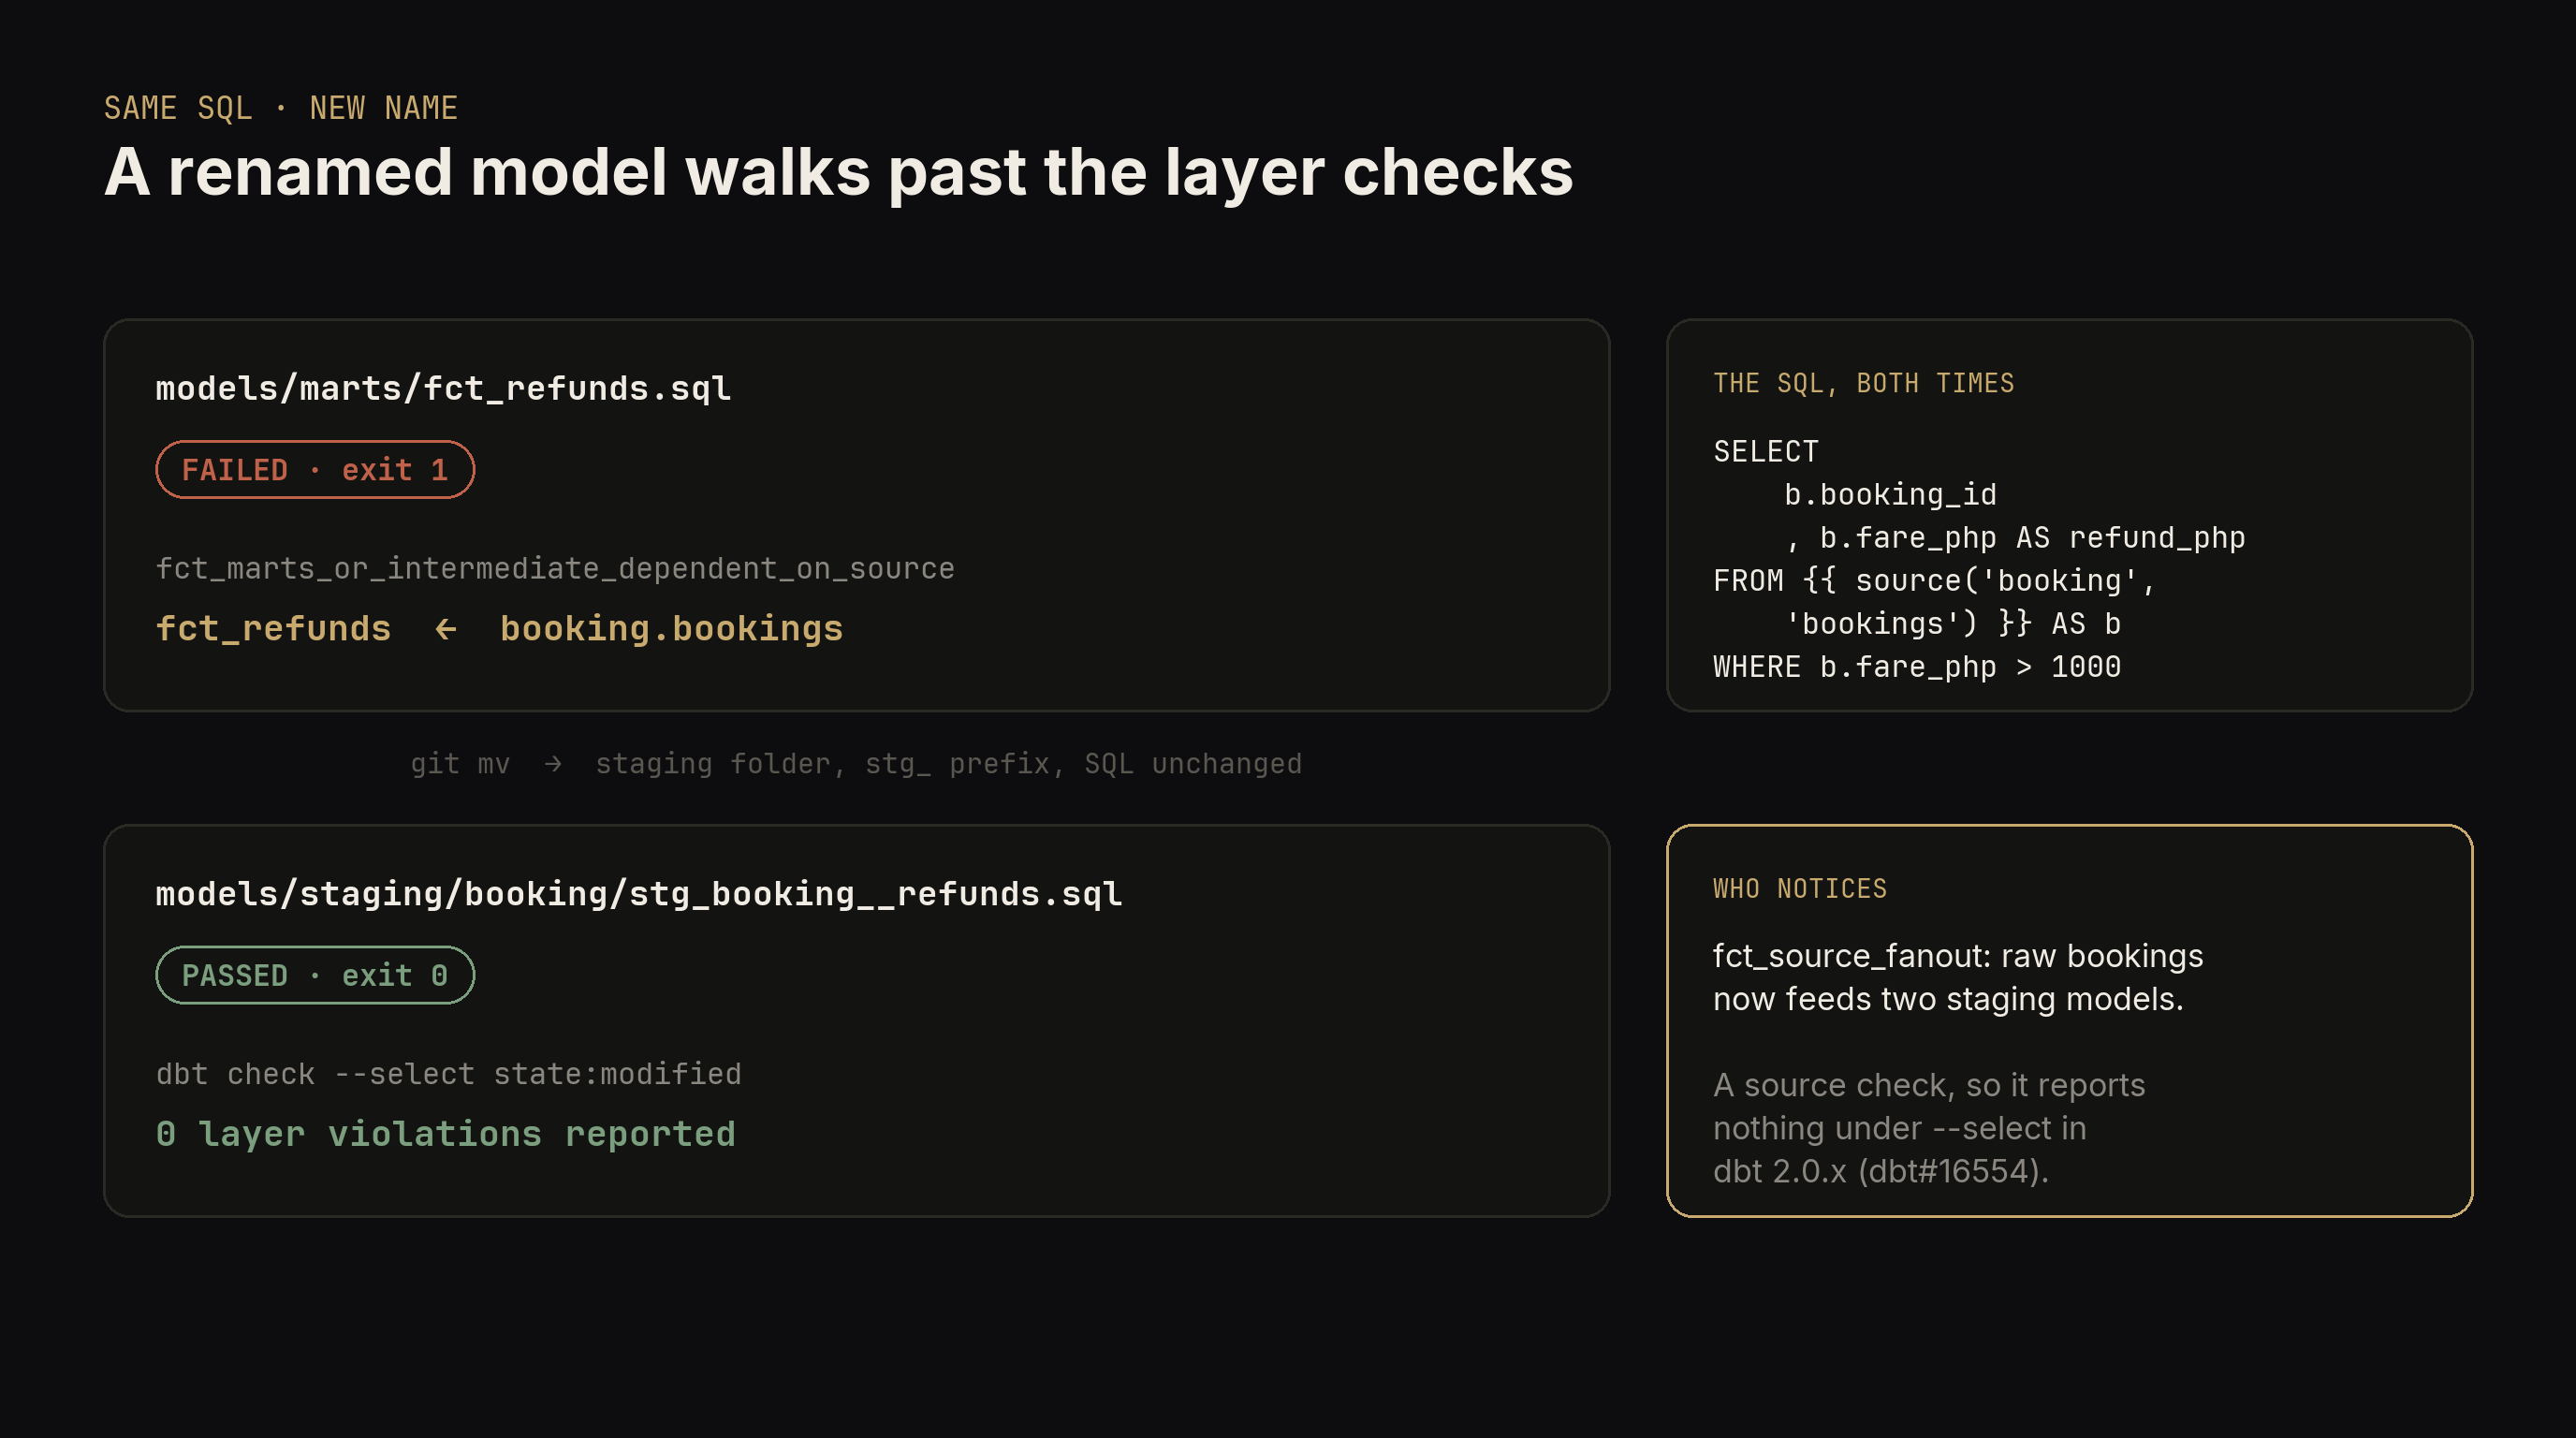 SAME SQL · NEW NAME
A renamed model walks past the layer checks
models/marts/fct_refunds.sql
FAILED · exit 1
fct_marts_or_intermediate_dependent_on_source
fct_refunds ← booking.bookings
THE SQL, BOTH TIMES
SELECT
    b.booking_id
    , b.fare_php AS refund_php
FROM {{ source('booking',
    'bookings') }} AS b
WHERE b.fare_php > 1000
git mv → staging folder, stg_ prefix, SQL unchanged
models/staging/booking/stg_booking__refunds.sql
PASSED · exit 0
dbt check --select state:modified
0 layer violations reported
WHO NOTICES
fct_source_fanout: raw bookings
now feeds two staging models.
A source check, so it reports
nothing under --select in
dbt 2.0.x (dbt#16554).